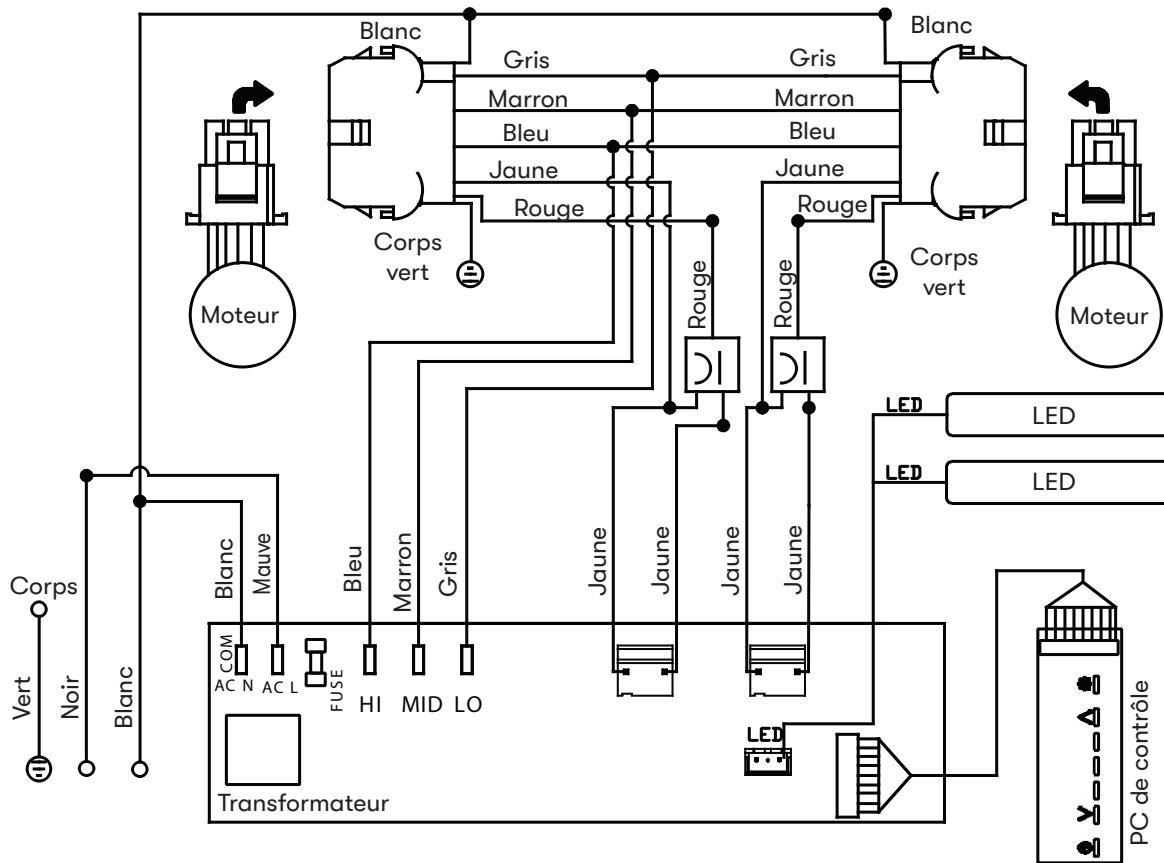 Blanc
Blanc
Gris
Gris
Marron
Marron
Bleu
Bleu
Jaune
Jaune
Rouge
Rouge
Corps
vert
Corps
vert
Moteur
Moteur
Rouge
Rouge
LED
LED
LED
LED
Corps
Blanc
Mauve
Bleu
Marron
Gris
Jaune
Jaune
Jaune
Jaune
Vert
Noir
Blanc
COM
AC N
AC L
FUSE
HI
MID
LO
LED
Transformateur
PC de contrôle